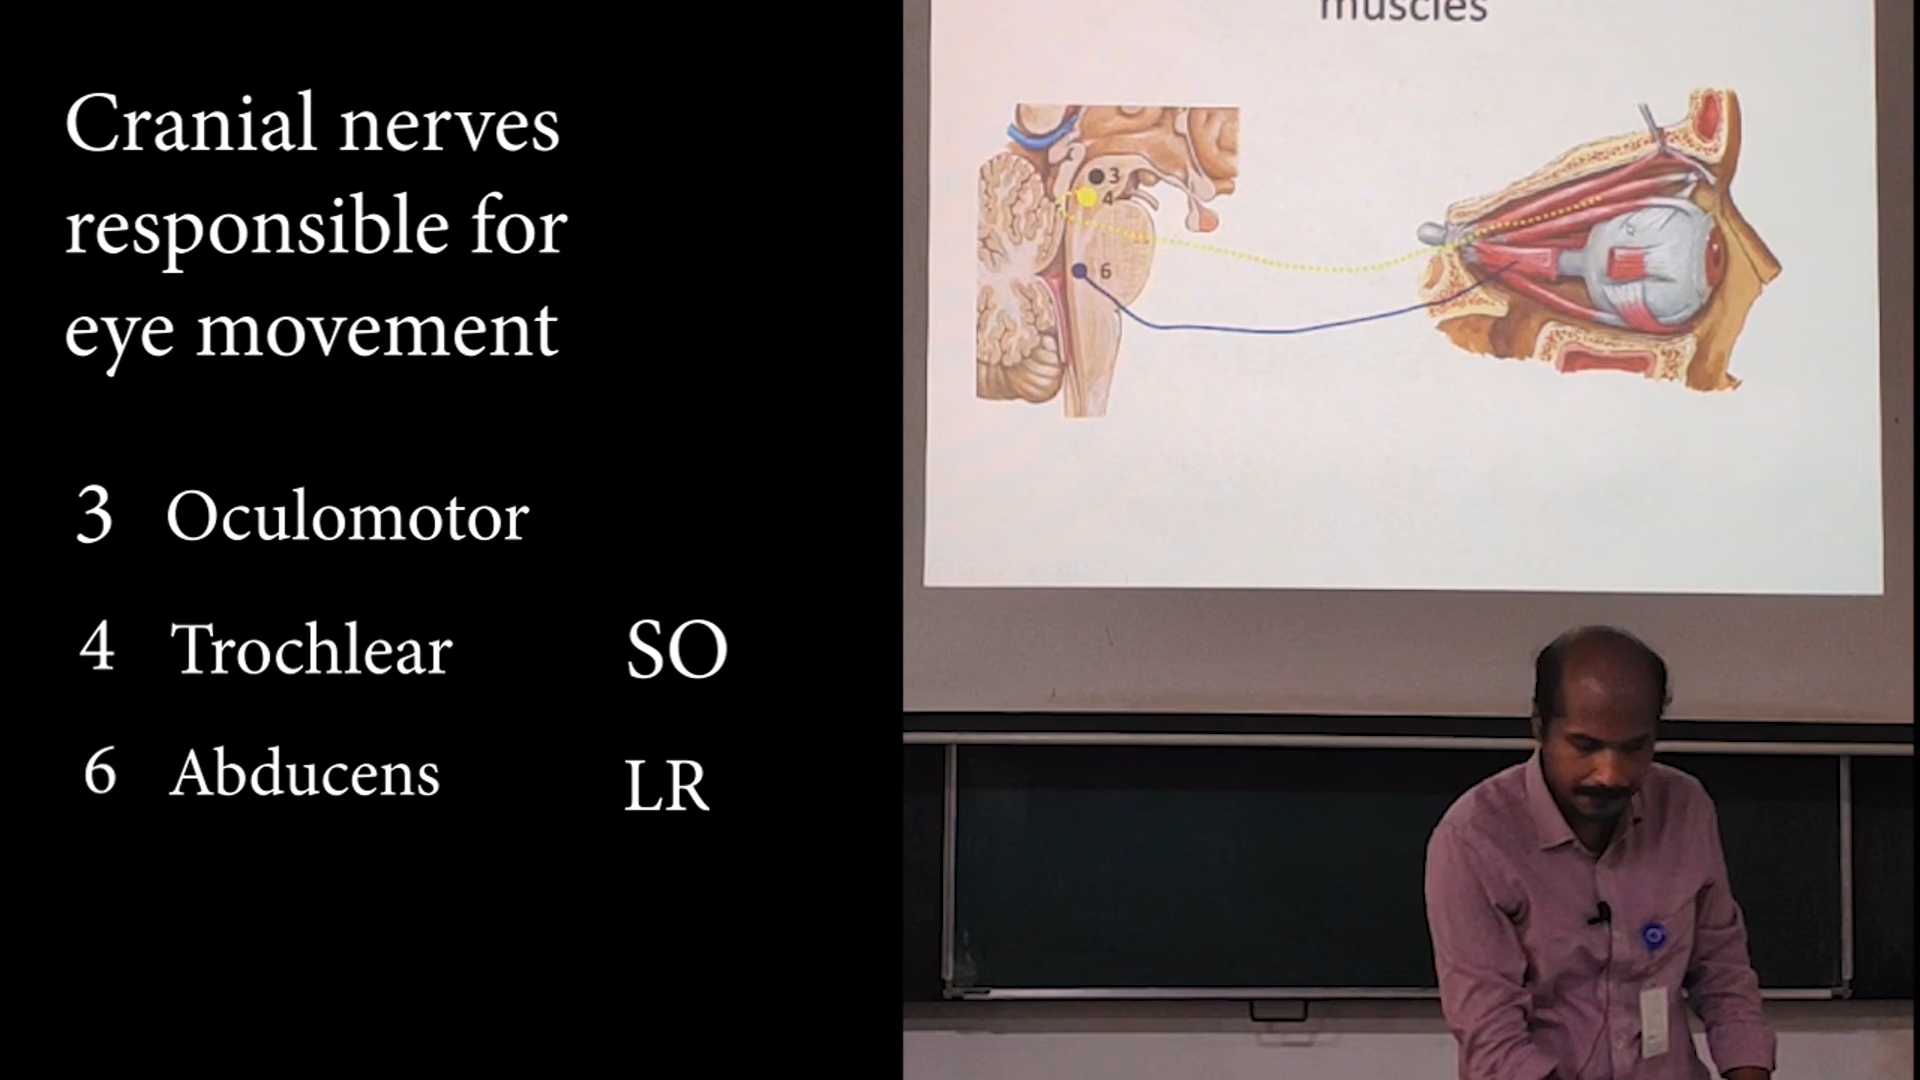 Cranial nerves
responsible for
eye movement
3 Oculomotor
4 Trochlear SO
6 Abducens LR
muscles
3
4
6